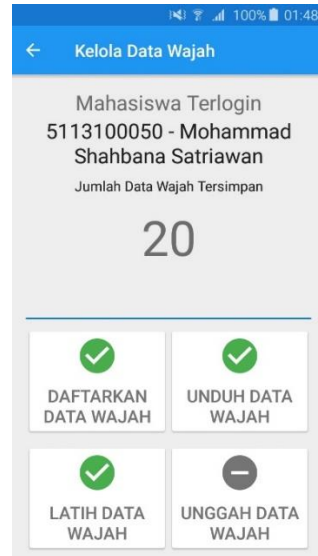 100% 01:48
Kelola Data Wajah
Mahasiswa Terlogin
5113100050 - Mohammad
Shahbana Satriawan
Jumlah Data Wajah Tersimpan
20
DAFTARKAN
DATA WAJAH
UNDUH DATA
WAJAH
LATIH DATA
WAJAH
UNGGAH DATA
WAJAH